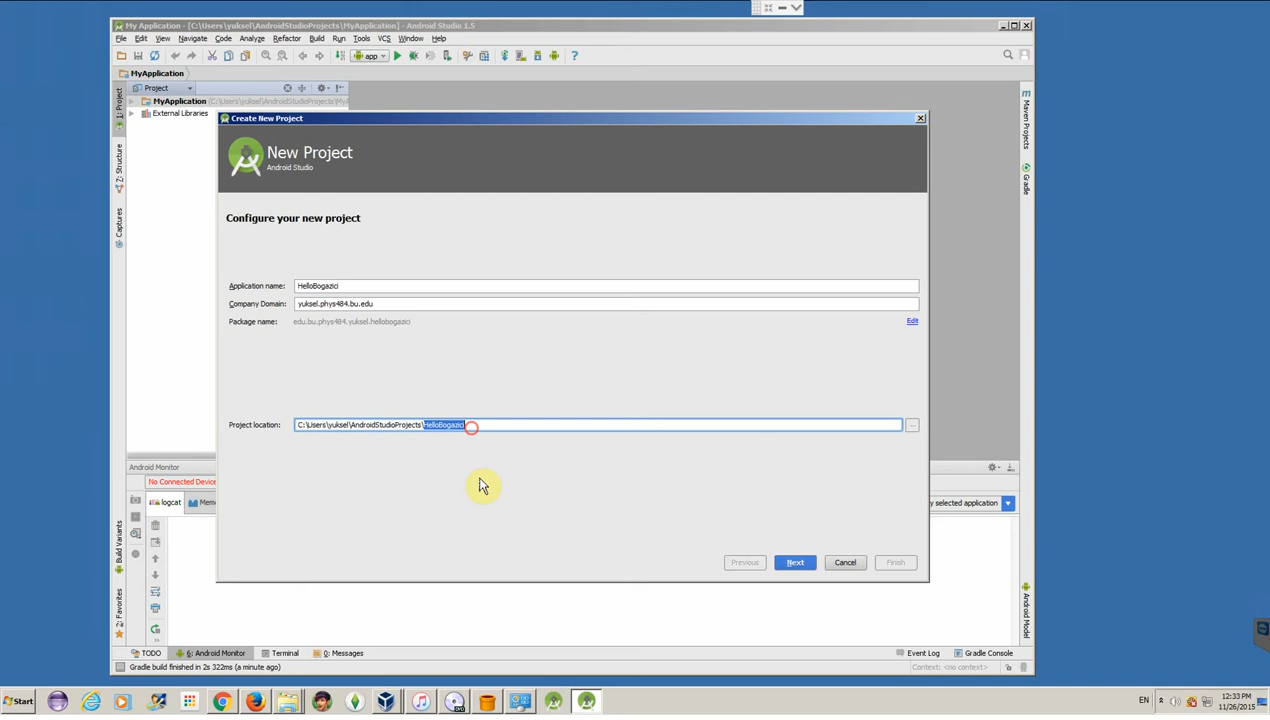 My Application - [C:\Users\yuksel\AndroidStudioProjects\MyApplication] - Android Studio 1.5
File Edit View Navigate Code Analyze Refactor Build Run Tools VCS Window Help
app
MyApplication
Project
1: Project
MyApplication (C:\Users\yuksel\AndroidStudioProjects\MyA
External Libraries
Z: Structure
Captures
Maven Projects
Gradle
Create New Project
New Project
Android Studio
Configure your new project
Application name: HelloBogazici
Company Domain: yuksel.phys484.bu.edu
Package name: edu.bu.phys484.yuksel.hellobogazici
Edit
Project location: C:\Users\yuksel\AndroidStudioProjects\HelloBogazici
...
Previous Next Cancel Finish
Android Monitor
No Connected Device
logcat Mem
y selected application
Build Variants
2: Favorites
Android Model
TODO 6: Android Monitor Terminal 0: Messages Event Log Gradle Console
Gradle build finished in 2s 322ms (a minute ago) Context: <no context>
Start
EN
12:33 PM
11/26/2015